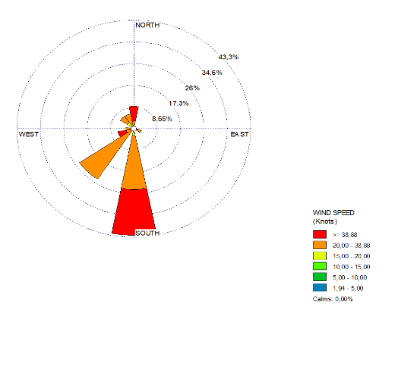 NORTH
43,3%
34,6%
26%
17.3%
8,65%
WEST
EAST
SOUTH
WIND SPEED
(Knots)
>= 38,88
20,00 - 38,88
15,00 - 20,00
10,00 - 15,00
5,00 - 10,00
1,94 - 5,00
Calms: 0,00%